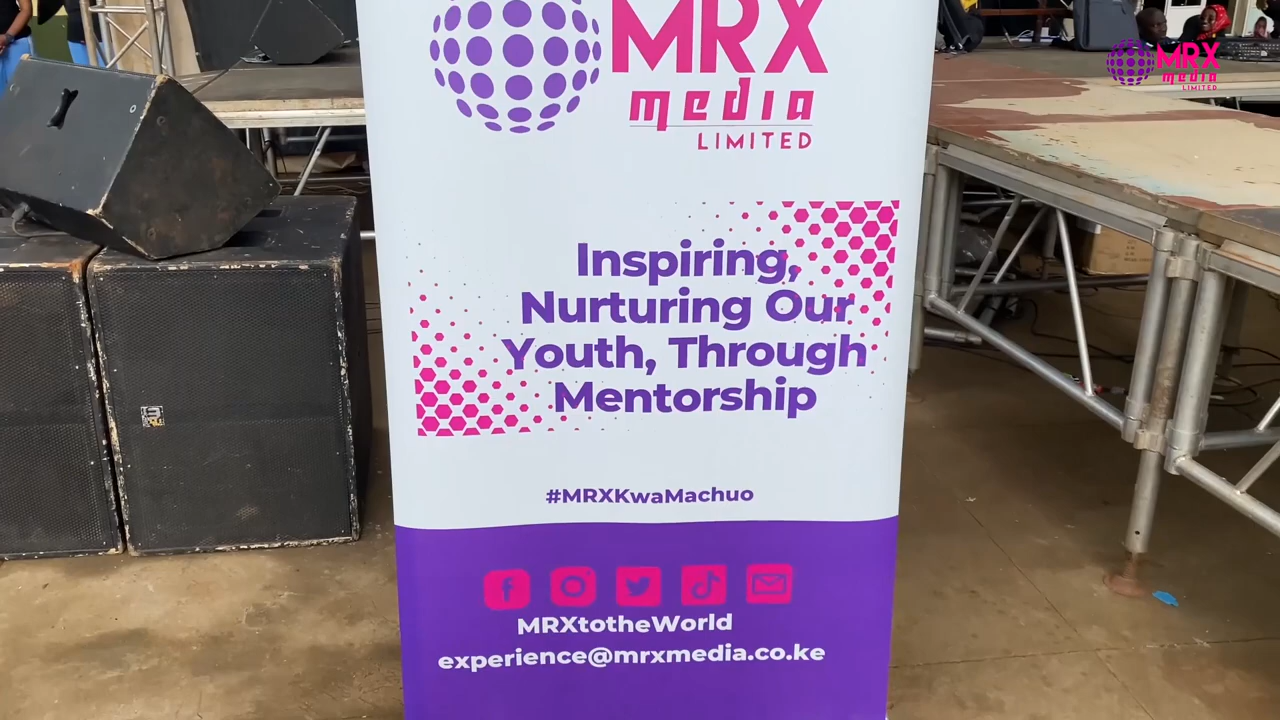 MRX
media
LIMITED
MRX
media
LIMITED
Inspiring,
Nurturing Our
Youth, Through
Mentorship
#MRXKwaMachuo
MRXtotheWorld
experience@mrxmedia.co.ke